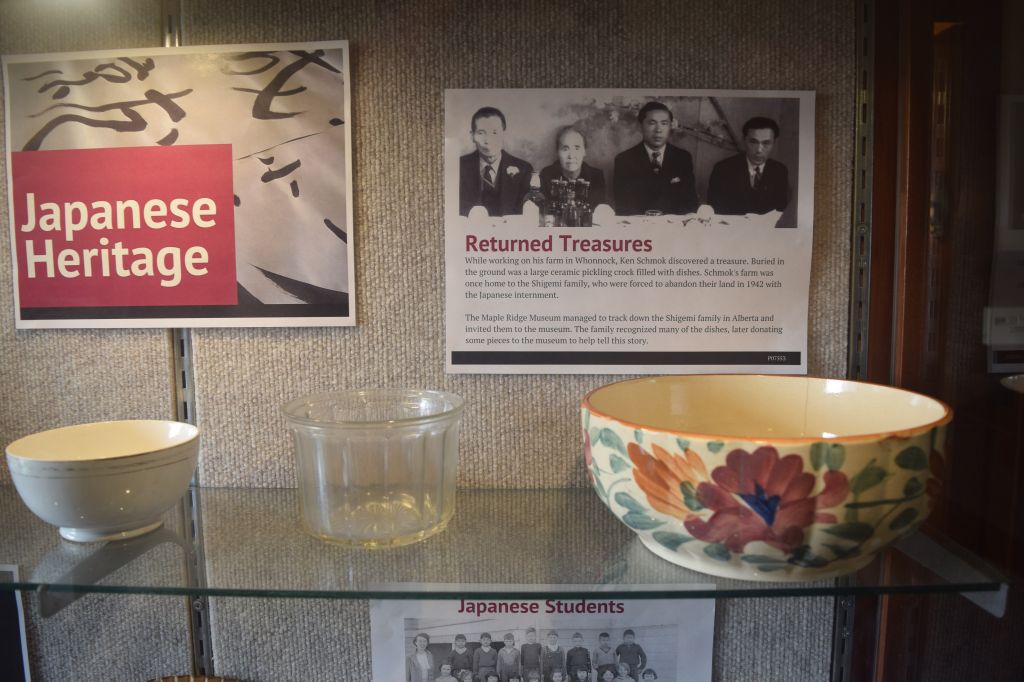 Japanese
Heritage
Returned Treasures
While working on his farm in Whonnock, Ken Schmok discovered a treasure. Buried in
the ground was a large ceramic pickling crock filled with dishes. Schmok's farm was
once home to the Shigemi family, who were forced to abandon their land in 1942 with
the Japanese internment.
The Maple Ridge Museum managed to track down the Shigemi family in Alberta and
invited them to the museum. The family recognized many of the dishes, later donating
some pieces to the museum to help tell this story.
P07553
Japanese Students